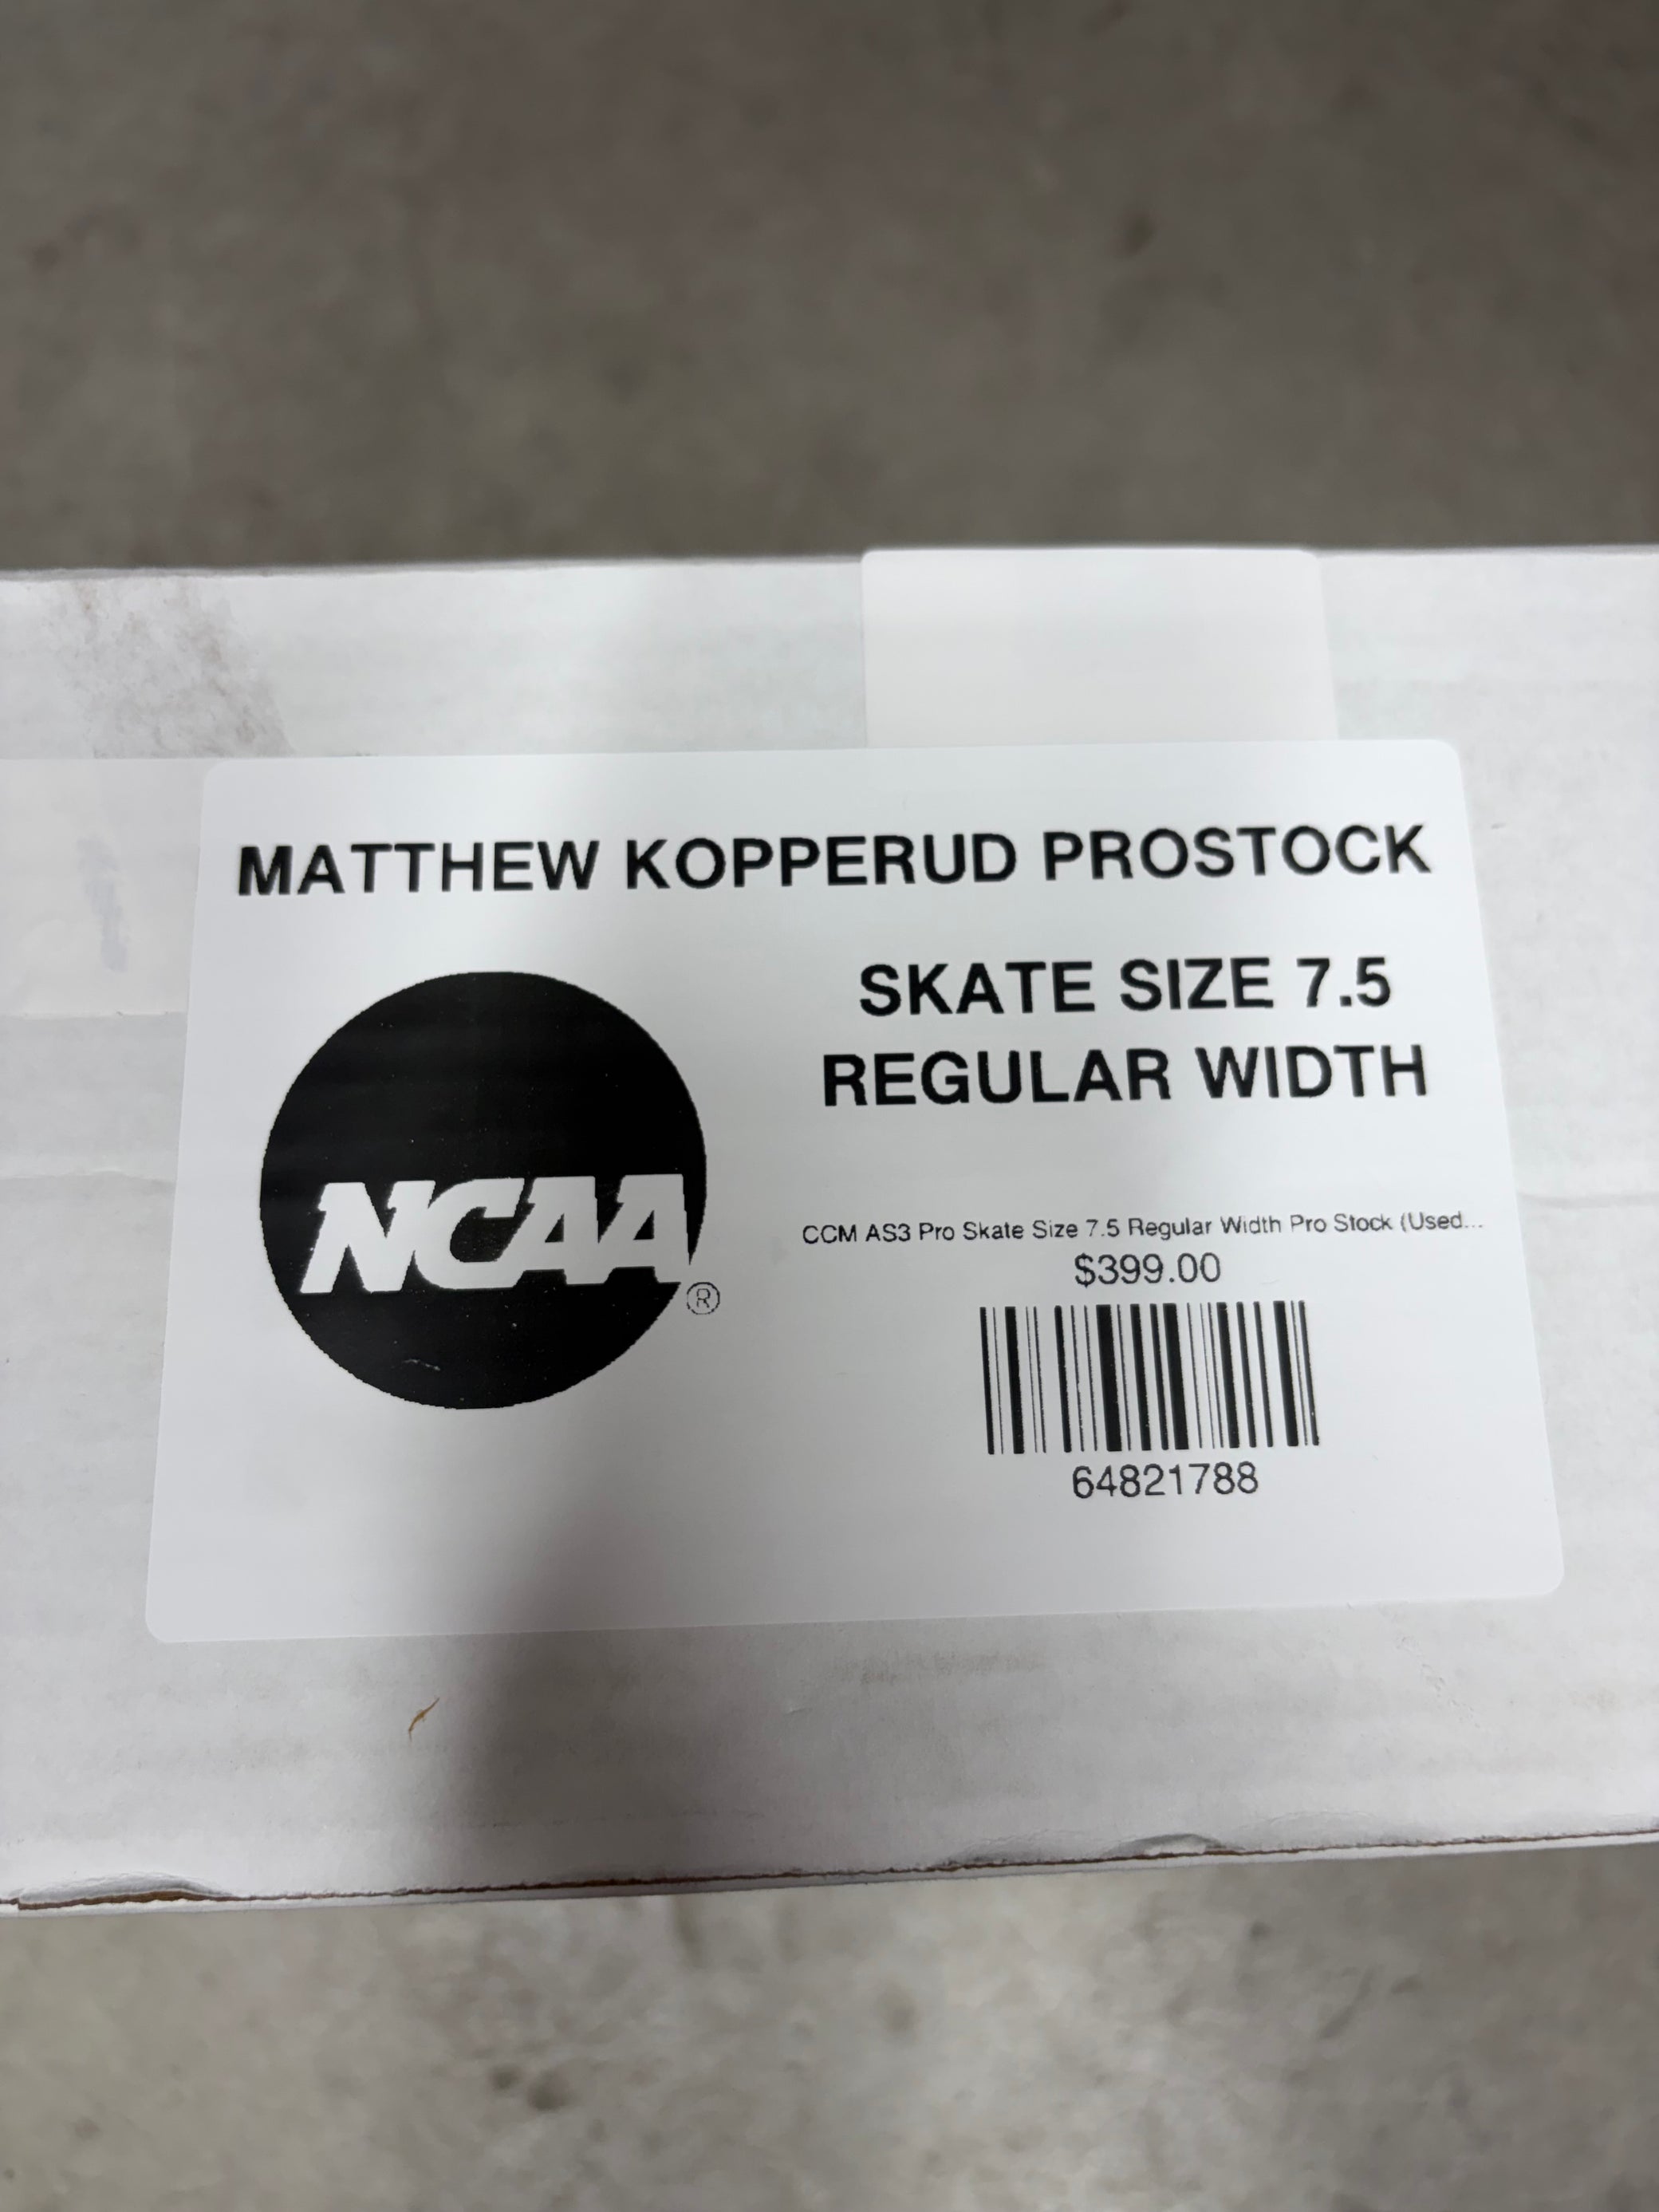 MATTHEW KOPPERUD PROSTOCK
SKATE SIZE 7.5
REGULAR WIDTH
NCAA®
CCM AS3 Pro Skate Size 7.5 Regular Width Pro Stock (Used...
$399.00
64821788